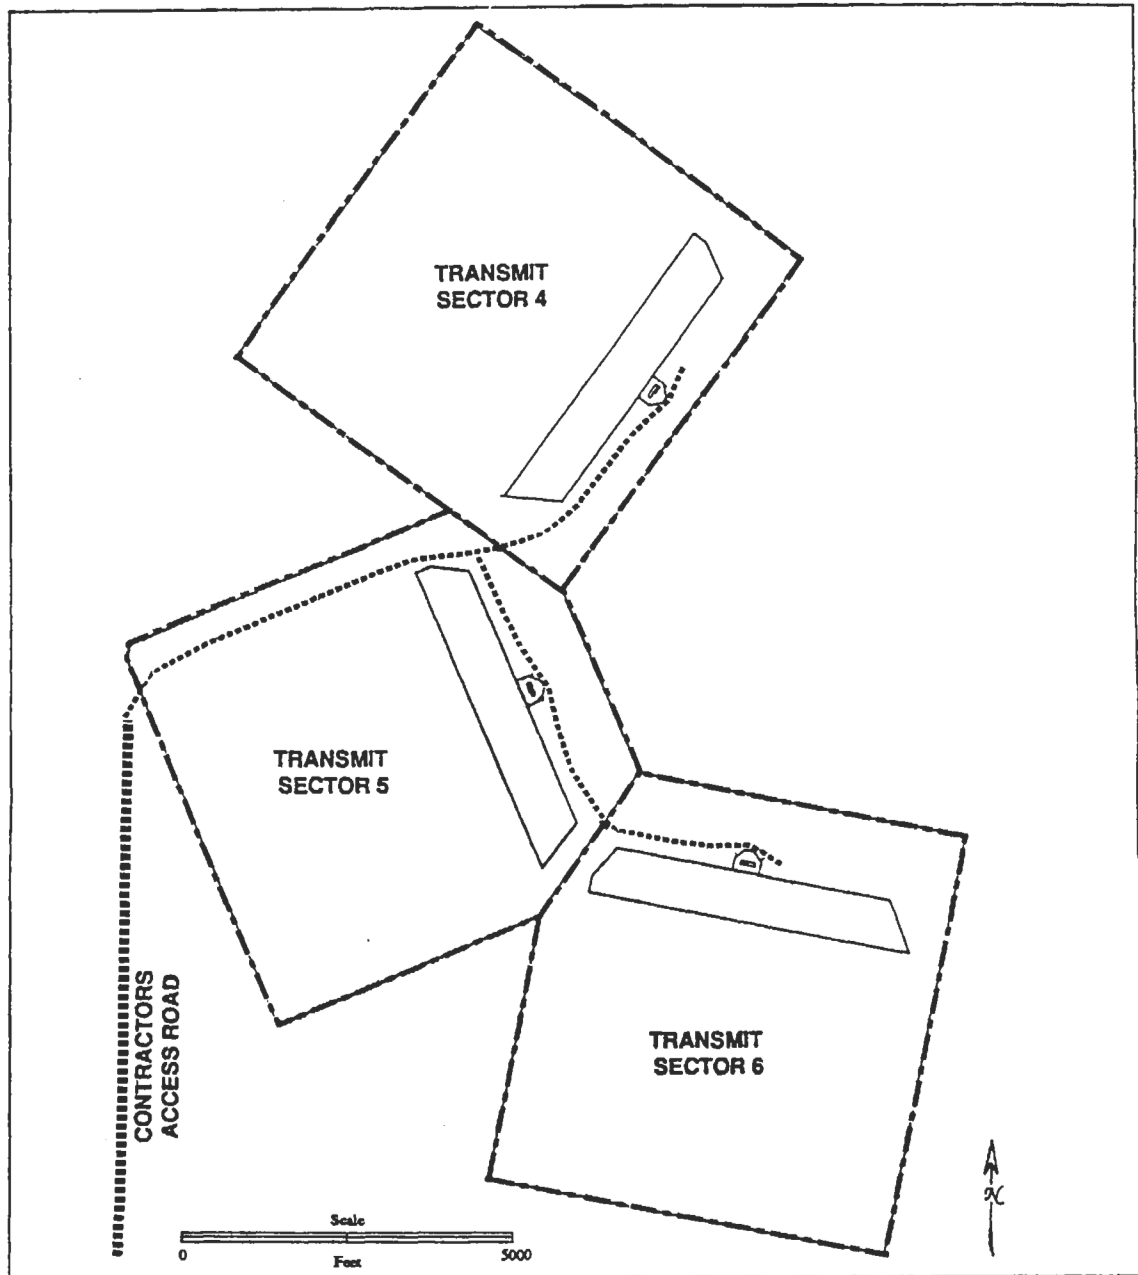 TRANSMIT
SECTOR 4
TRANSMIT
SECTOR 5
TRANSMIT
SECTOR 6
CONTRACTORS
ACCESS ROAD
Scale
0
5000
Feet
N